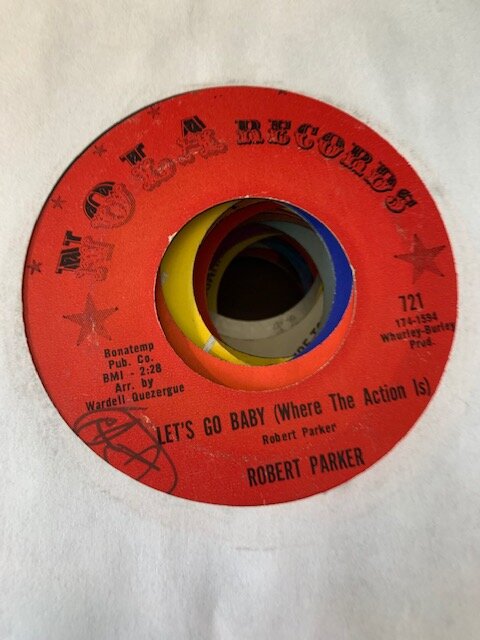 NOLA RECORDS
721
174-1594
Whurley-Burley
Prod.
Bonatemp
Pub. Co.
BMI - 2:28
Arr. by
Wardell Quezergue
LET'S GO BABY (Where The Action Is)
Robert Parker
ROBERT PARKER